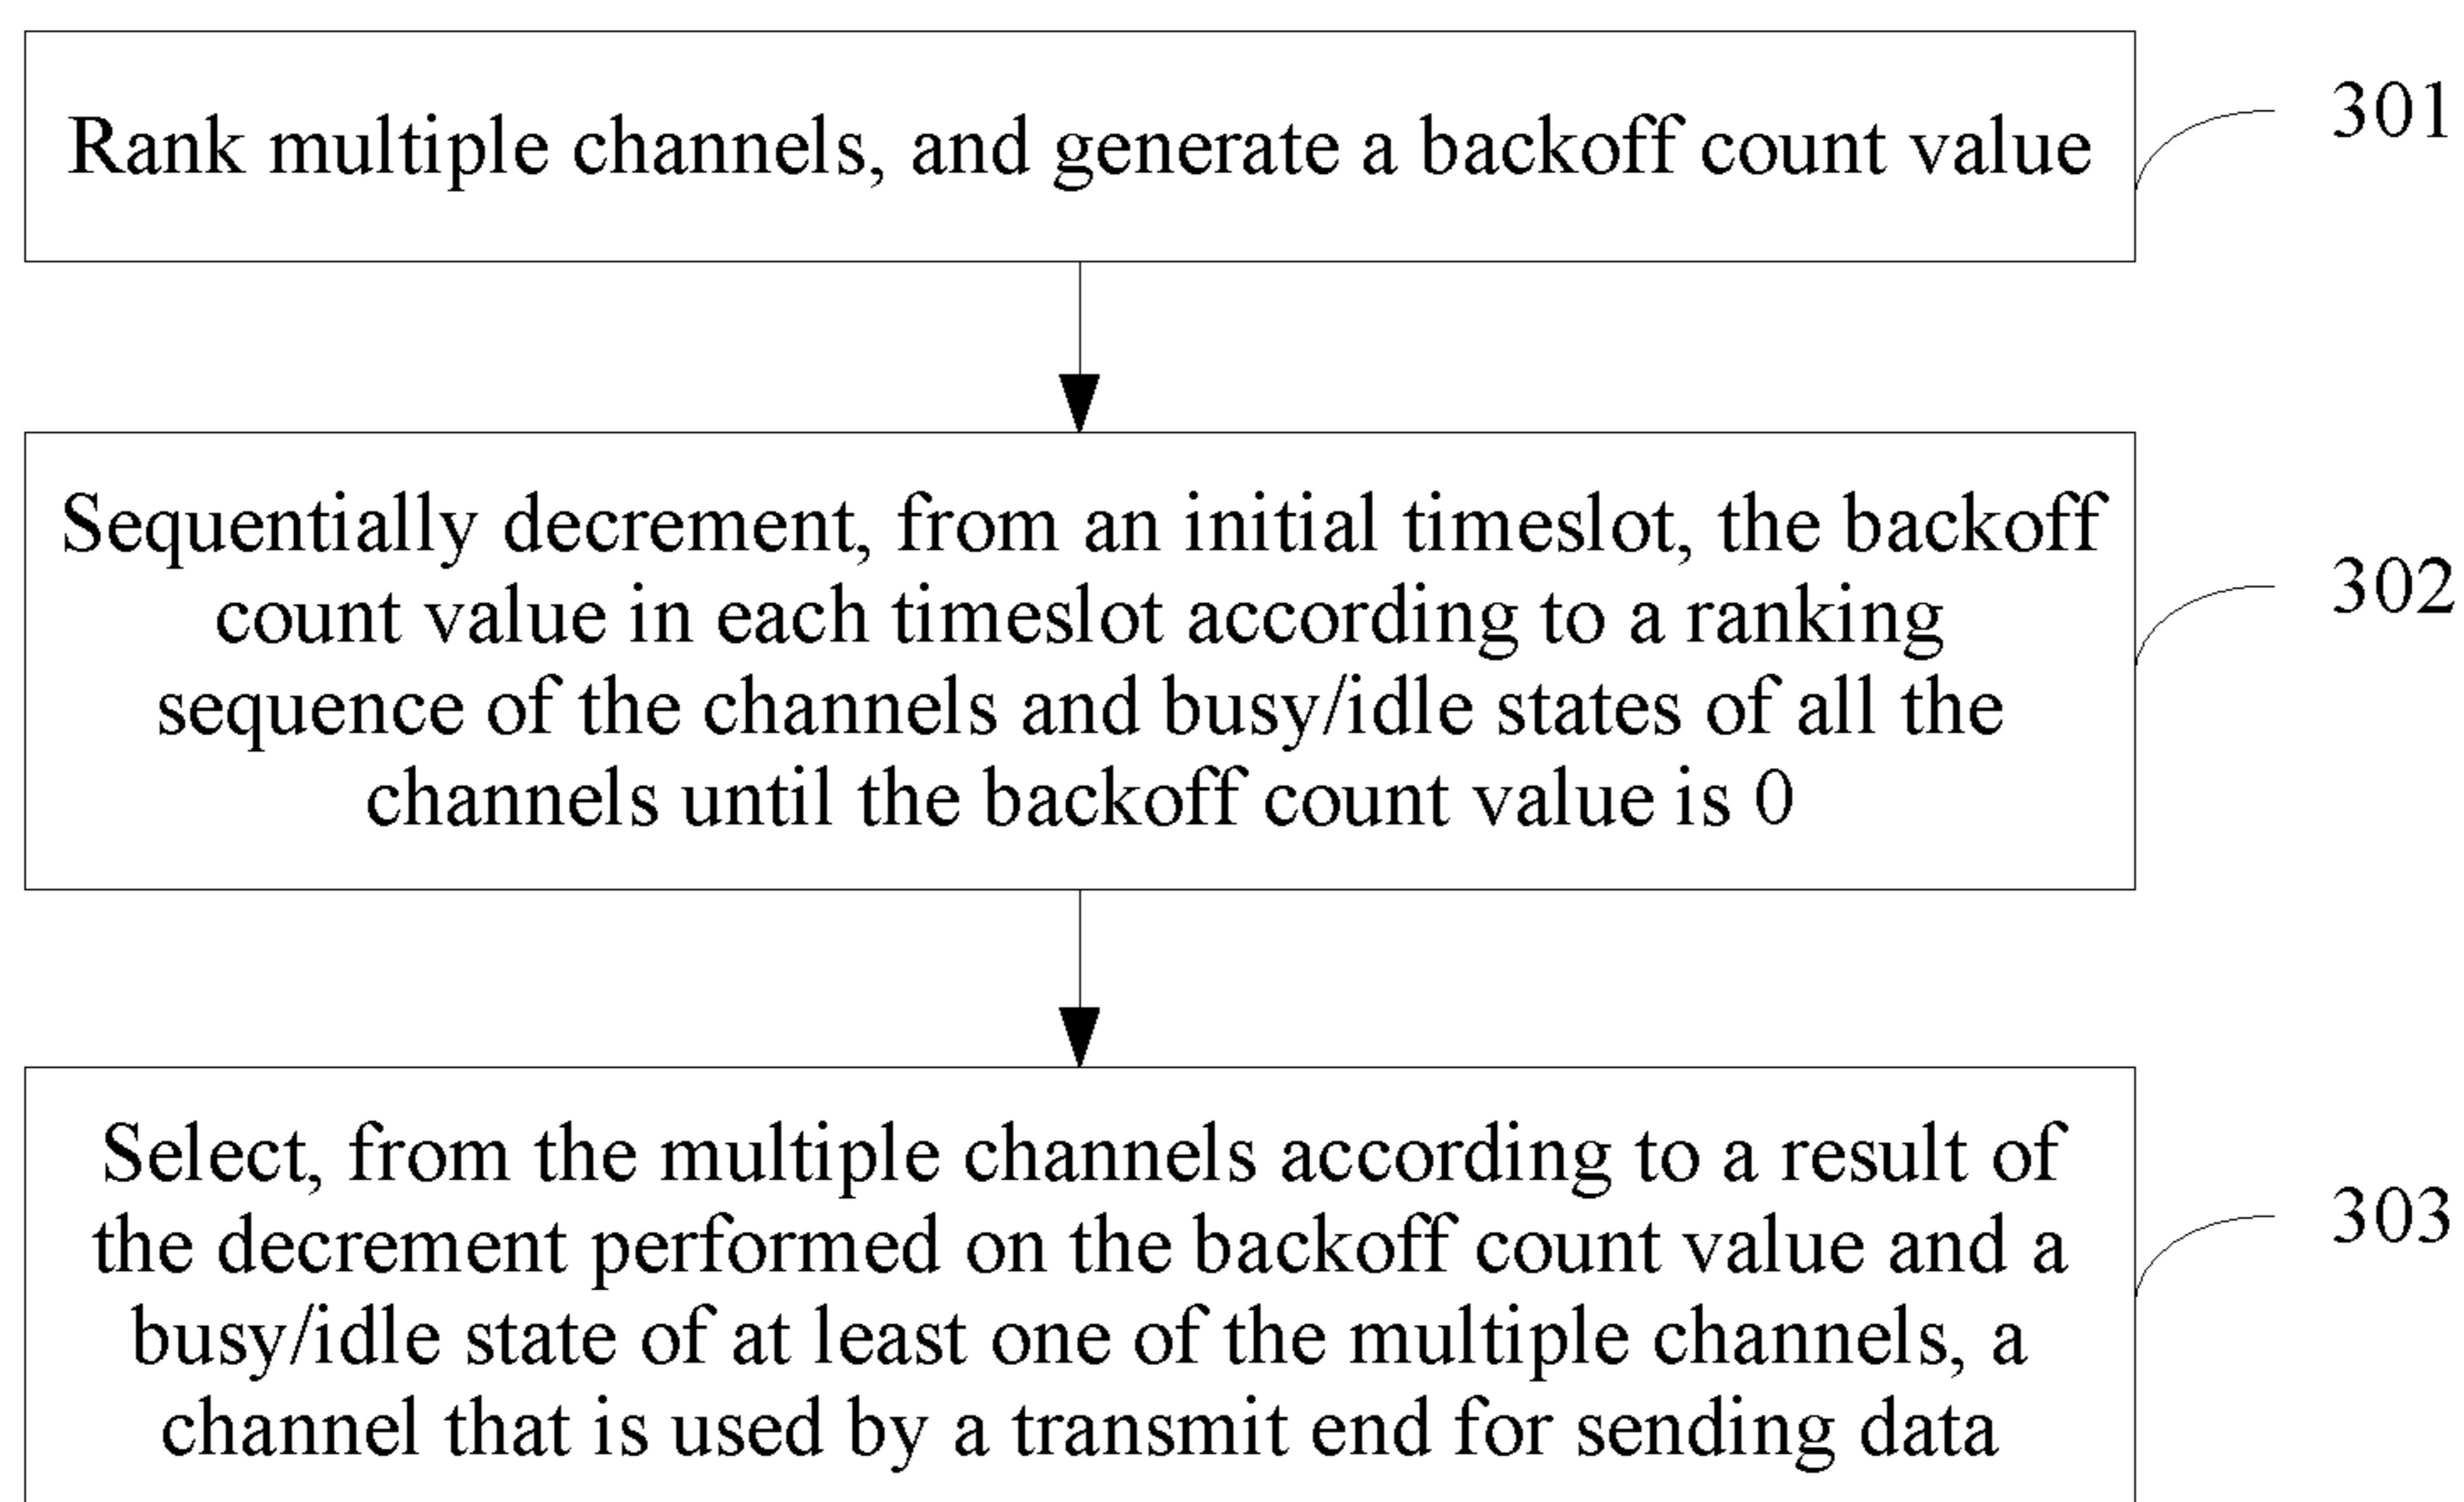 Rank multiple channels, and generate a backoff count value
301
Sequentially decrement, from an initial timeslot, the backoff
count value in each timeslot according to a ranking
sequence of the channels and busy/idle states of all the
channels until the backoff count value is 0
302
Select, from the multiple channels according to a result of
the decrement performed on the backoff count value and a
busy/idle state of at least one of the multiple channels, a
channel that is used by a transmit end for sending data
303